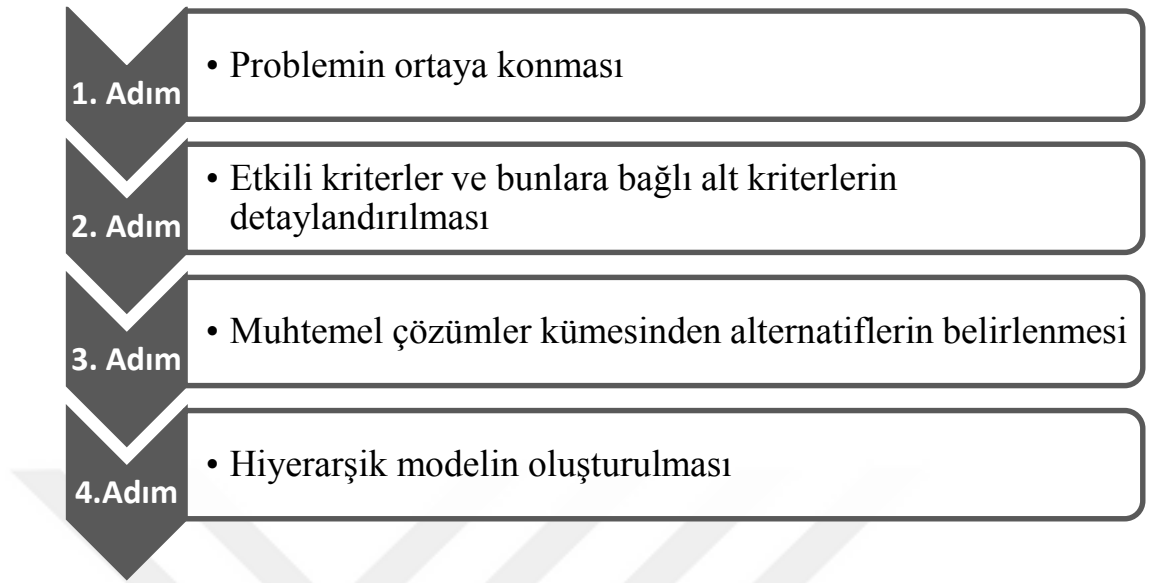 1. Adım
• Problemin ortaya konması
2. Adım
• Etkili kriterler ve bunlara bağlı alt kriterlerin
detaylandırılması
3. Adım
• Muhtemel çözümler kümesinden alternatiflerin belirlenmesi
4.Adım
• Hiyerarşik modelin oluşturulması